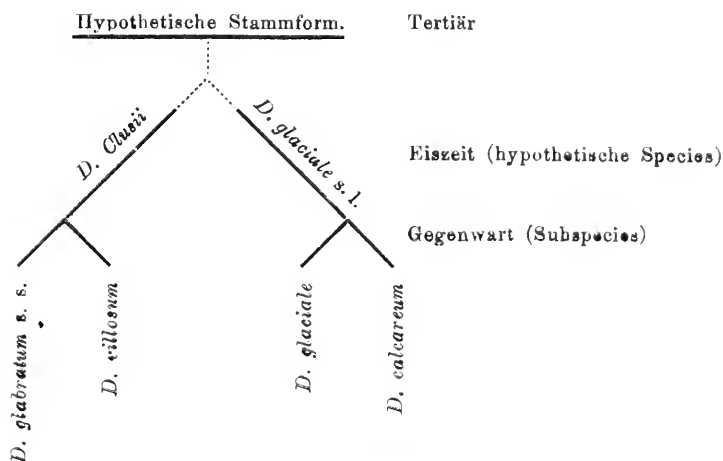 Hypothetische Stammform. Tertiär
D. Clusii
D. glaciale s. l.
Eiszeit (hypothetische Species)
Gegenwart (Subspecies)
D. glabratum s. s.
D. villosum
D. glaciale
D. calcareum